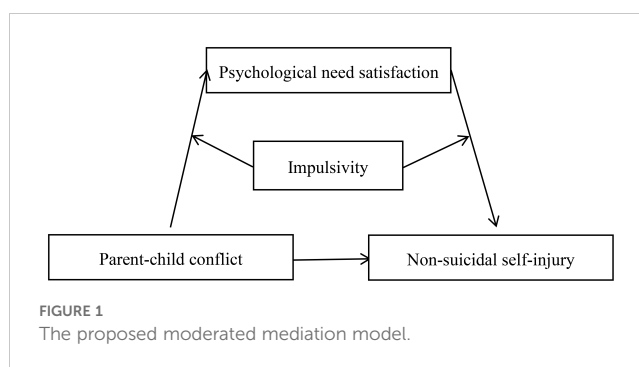 Psychological need satisfaction
Impulsivity
Parent-child conflict
Non-suicidal self-injury
FIGURE 1
The proposed moderated mediation model.